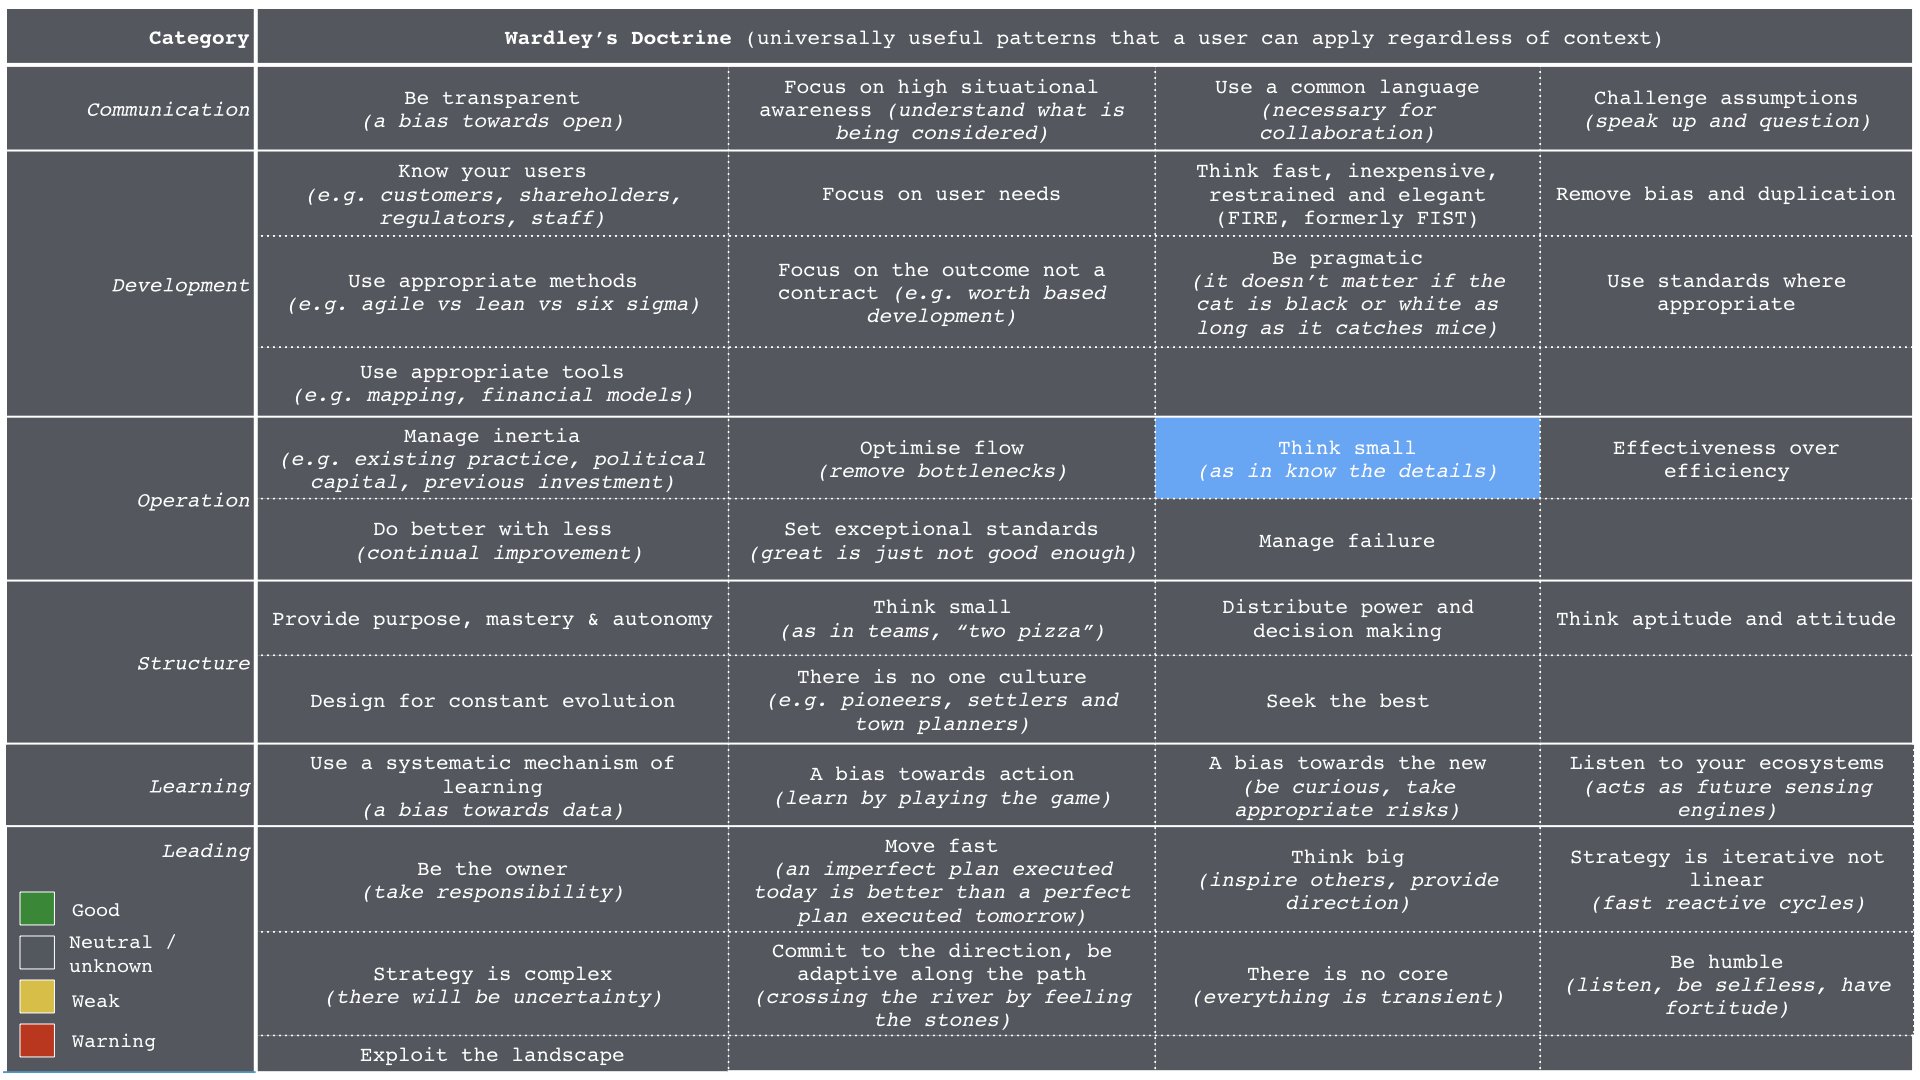 Category
Wardley’s Doctrine (universally useful patterns that a user can apply regardless of context)
Communication
Be transparent
(a bias towards open)
Focus on high situational
awareness (understand what is
being considered)
Use a common language
(necessary for
collaboration)
Challenge assumptions
(speak up and question)
Development
Know your users
(e.g. customers, shareholders,
regulators, staff)
Focus on user needs
Think fast, inexpensive,
restrained and elegant
(FIRE, formerly FIST)
Remove bias and duplication
Use appropriate methods
(e.g. agile vs lean vs six sigma)
Focus on the outcome not a
contract (e.g. worth based
development)
Be pragmatic
(it doesn’t matter if the
cat is black or white as
long as it catches mice)
Use standards where
appropriate
Use appropriate tools
(e.g. mapping, financial models)
Operation
Manage inertia
(e.g. existing practice, political
capital, previous investment)
Optimise flow
(remove bottlenecks)
Think small
(as in know the details)
Effectiveness over
efficiency
Do better with less
(continual improvement)
Set exceptional standards
(great is just not good enough)
Manage failure
Structure
Provide purpose, mastery & autonomy
Think small
(as in teams, “two pizza”)
Distribute power and
decision making
Think aptitude and attitude
Design for constant evolution
There is no one culture
(e.g. pioneers, settlers and
town planners)
Seek the best
Learning
Use a systematic mechanism of
learning
(a bias towards data)
A bias towards action
(learn by playing the game)
A bias towards the new
(be curious, take
appropriate risks)
Listen to your ecosystems
(acts as future sensing
engines)
Leading
Be the owner
(take responsibility)
Move fast
(an imperfect plan executed
today is better than a perfect
plan executed tomorrow)
Think big
(inspire others, provide
direction)
Strategy is iterative not
linear
(fast reactive cycles)
Strategy is complex
(there will be uncertainty)
Commit to the direction, be
adaptive along the path
(crossing the river by feeling
the stones)
There is no core
(everything is transient)
Be humble
(listen, be selfless, have
fortitude)
Exploit the landscape
Good
Neutral /
unknown
Weak
Warning